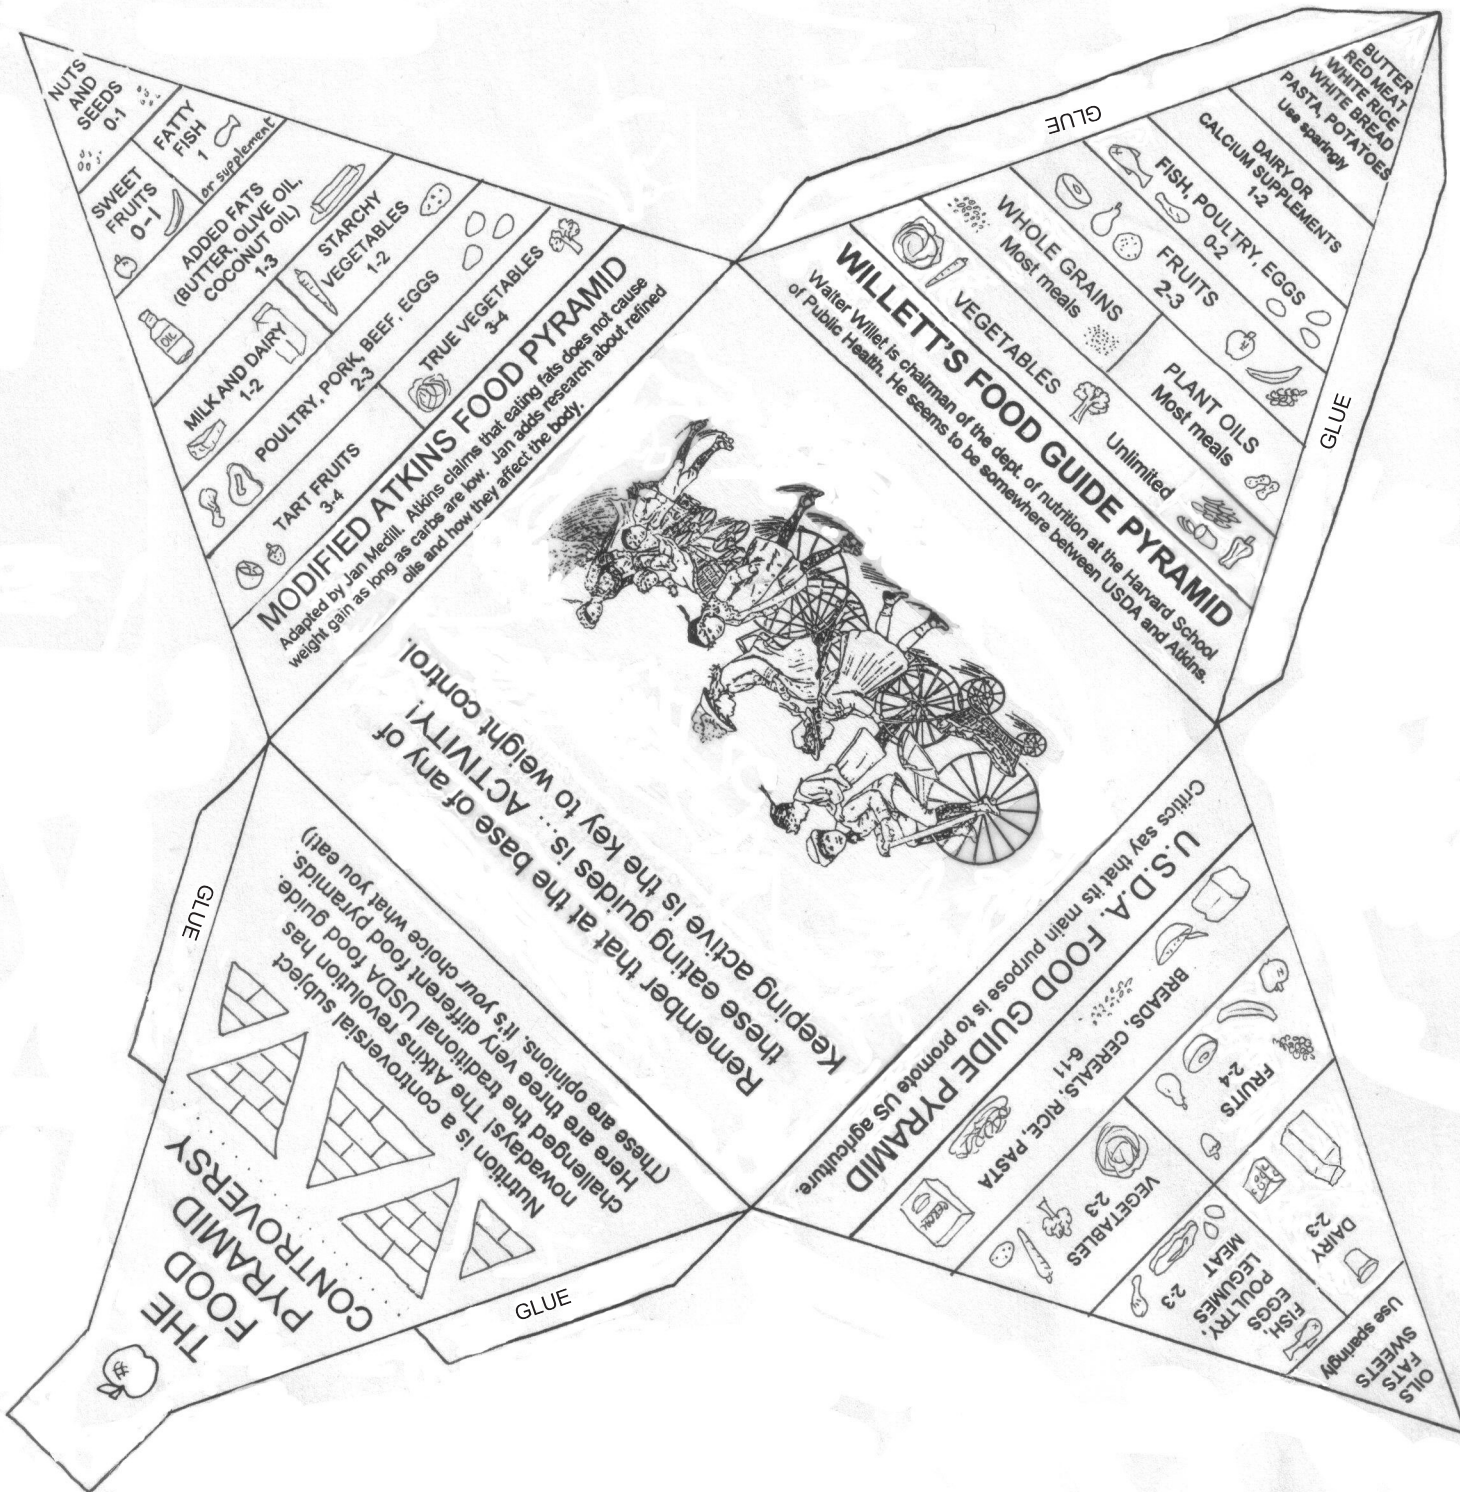 NUTS
AND
SEEDS
0-1
FATTY
FISH
1
or supplement
SWEET
FRUITS
0-1
ADDED FATS
(BUTTER, OLIVE OIL,
COCONUT OIL)
1-3
OIL
STARCHY
VEGETABLES
1-2
MILK AND DAIRY
1-2
POULTRY, PORK, BEEF, EGGS
2-3
TRUE VEGETABLES
3-4
TART FRUITS
3-4
MODIFIED ATKINS FOOD PYRAMID
Adapted by Jan Medill. Atkins claims that eating fats does not cause
weight gain as long as carbs are low. Jan adds research about refined
oils and how they affect the body.
GLUE
BUTTER
RED MEAT
WHITE RICE
WHITE BREAD
PASTA, POTATOES
Use sparingly
DAIRY OR
CALCIUM SUPPLEMENTS
1-2
FISH, POULTRY, EGGS
0-2
FRUITS
2-3
WHOLE GRAINS
Most meals
PLANT OILS
Most meals
VEGETABLES
Unlimited
WILLETT'S FOOD GUIDE PYRAMID
Walter Willet is chairman of the dept. of nutrition at the Harvard School
of Public Health. He seems to be somewhere between USDA and Atkins.
GLUE
Remember that at the base of any of
these eating guides is... ACTIVITY!
Keeping active is the key to weight control.
OILS
FATS
SWEETS
Use sparingly
DAIRY
2-3
FISH,
EGGS
POULTRY,
LEGUMES
MEAT
2-3
FRUITS
2-4
VEGETABLES
2-3
BREADS, CEREALS, RICE, PASTA
6-11
CEREAL
U.S.D.A. FOOD GUIDE PYRAMID
Critics say that its main purpose is to promote US agriculture.
GLUE
THE
FOOD
PYRAMID
CONTROVERSY
Nutrition is a controversial subject
nowadays! The Atkins revolution has
challenged the traditional USDA food guide.
Here are three very different food pyramids.
(These are opinions. It's your choice what you eat!)
GLUE